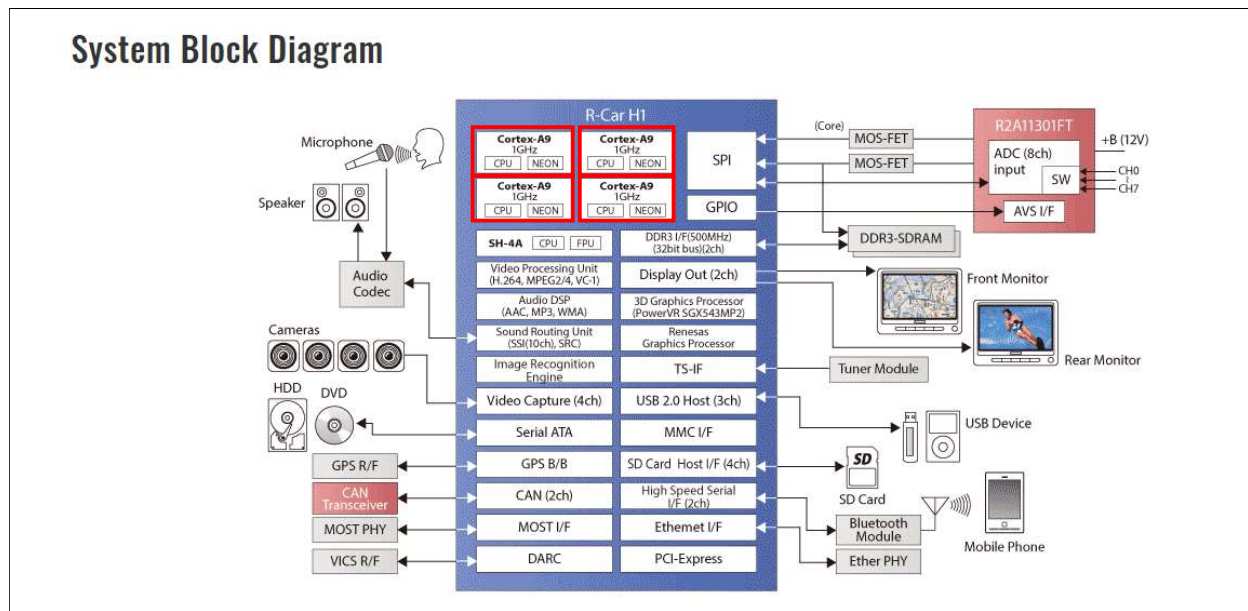 System Block Diagram
R-Car H1
Cortex-A9
1GHz
CPU NEON
Cortex-A9
1GHz
CPU NEON
Cortex-A9
1GHz
CPU NEON
Cortex-A9
1GHz
CPU NEON
SPI
GPIO
SH-4A CPU FPU
DDR3 I/F(500MHz)
(32bit bus)(2ch)
Video Processing Unit
(H.264, MPEG2/4, VC-1)
Display Out (2ch)
Audio DSP
(AAC, MP3, WMA)
3D Graphics Processor
(PowerVR SGX543MP2)
Sound Routing Unit
(SSI(10ch), SRC)
Renesas
Graphics Processor
Image Recognition
Engine
TS-IF
Video Capture (4ch)
USB 2.0 Host (3ch)
Serial ATA
MMC I/F
GPS B/B
SD Card Host I/F (4ch)
CAN (2ch)
High Speed Serial
I/F (2ch)
MOST I/F
Ethernet I/F
DARC
PCI-Express
Microphone
Speaker
Audio
Codec
Cameras
HDD
DVD
GPS R/F
CAN
Transceiver
MOST PHY
VICS R/F
(Core)
MOS-FET
MOS-FET
R2A11301FT
ADC (8ch)
input
SW
AVS I/F
+B (12V)
CH0
~
CH7
DDR3-SDRAM
Front Monitor
Rear Monitor
Tuner Module
USB Device
SD
SD Card
Bluetooth
Module
Mobile Phone
Ether PHY